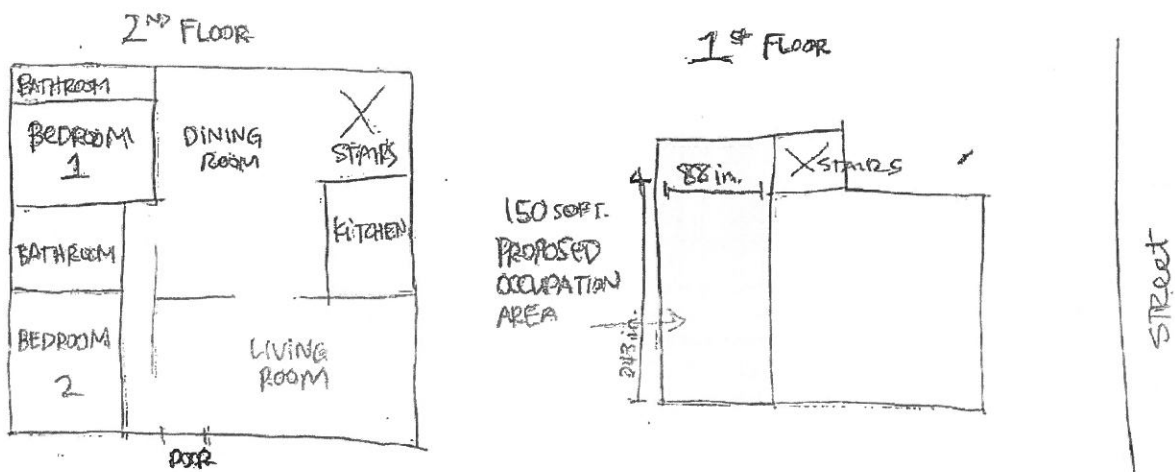 2ND FLOOR
BATHROOM
BEDROOM
1
DINING
ROOM
X
STAIRS
KITCHEN
BATHROOM
BEDROOM
2
LIVING
ROOM
DOOR
1st FLOOR
88 in.
X STAIRS
150 SQFT.
PROPOSED
OCCUPATION
AREA
243 in.
STREET